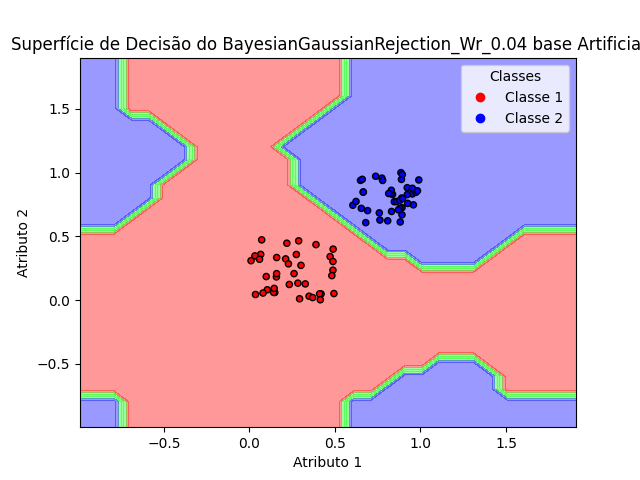 Superfície de Decisão do BayesianGaussianRejection_Wr_0.04 base Artificia
Classes
Classe 1
Classe 2
1.5
1.0
0.5
0.0
−0.5
Atributo 2
−0.5 0.0 0.5 1.0 1.5
Atributo 1